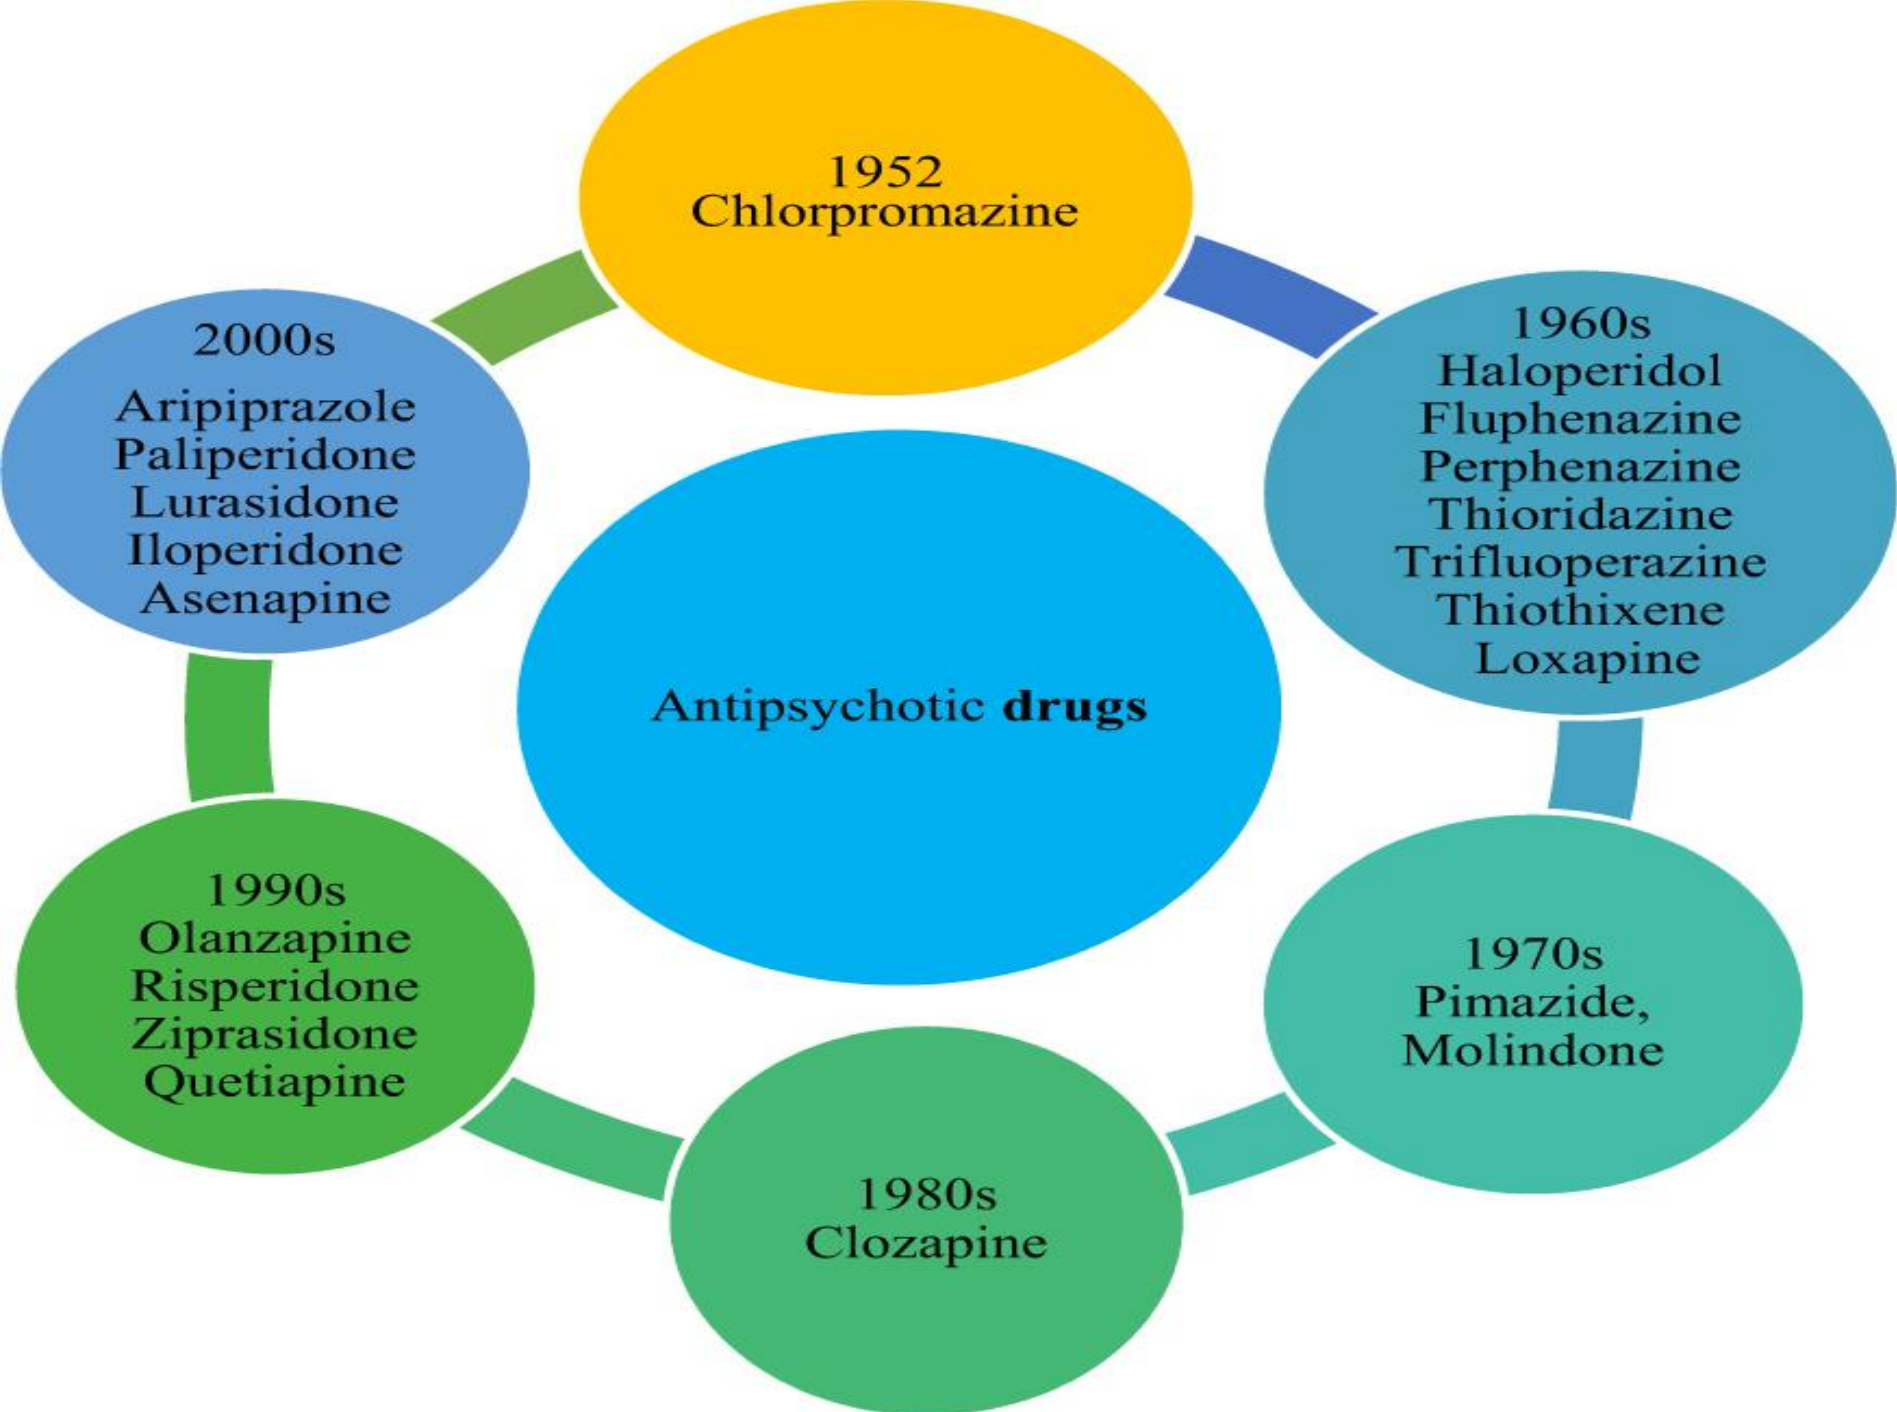 1952
Chlorpromazine
1960s
Haloperidol
Fluphenazine
Perphenazine
Thioridazine
Trifluoperazine
Thiothixene
Loxapine
1970s
Pimazide,
Molindone
1980s
Clozapine
1990s
Olanzapine
Risperidone
Ziprasidone
Quetiapine
2000s
Aripiprazole
Paliperidone
Lurasidone
Iloperidone
Asenapine
Antipsychotic drugs